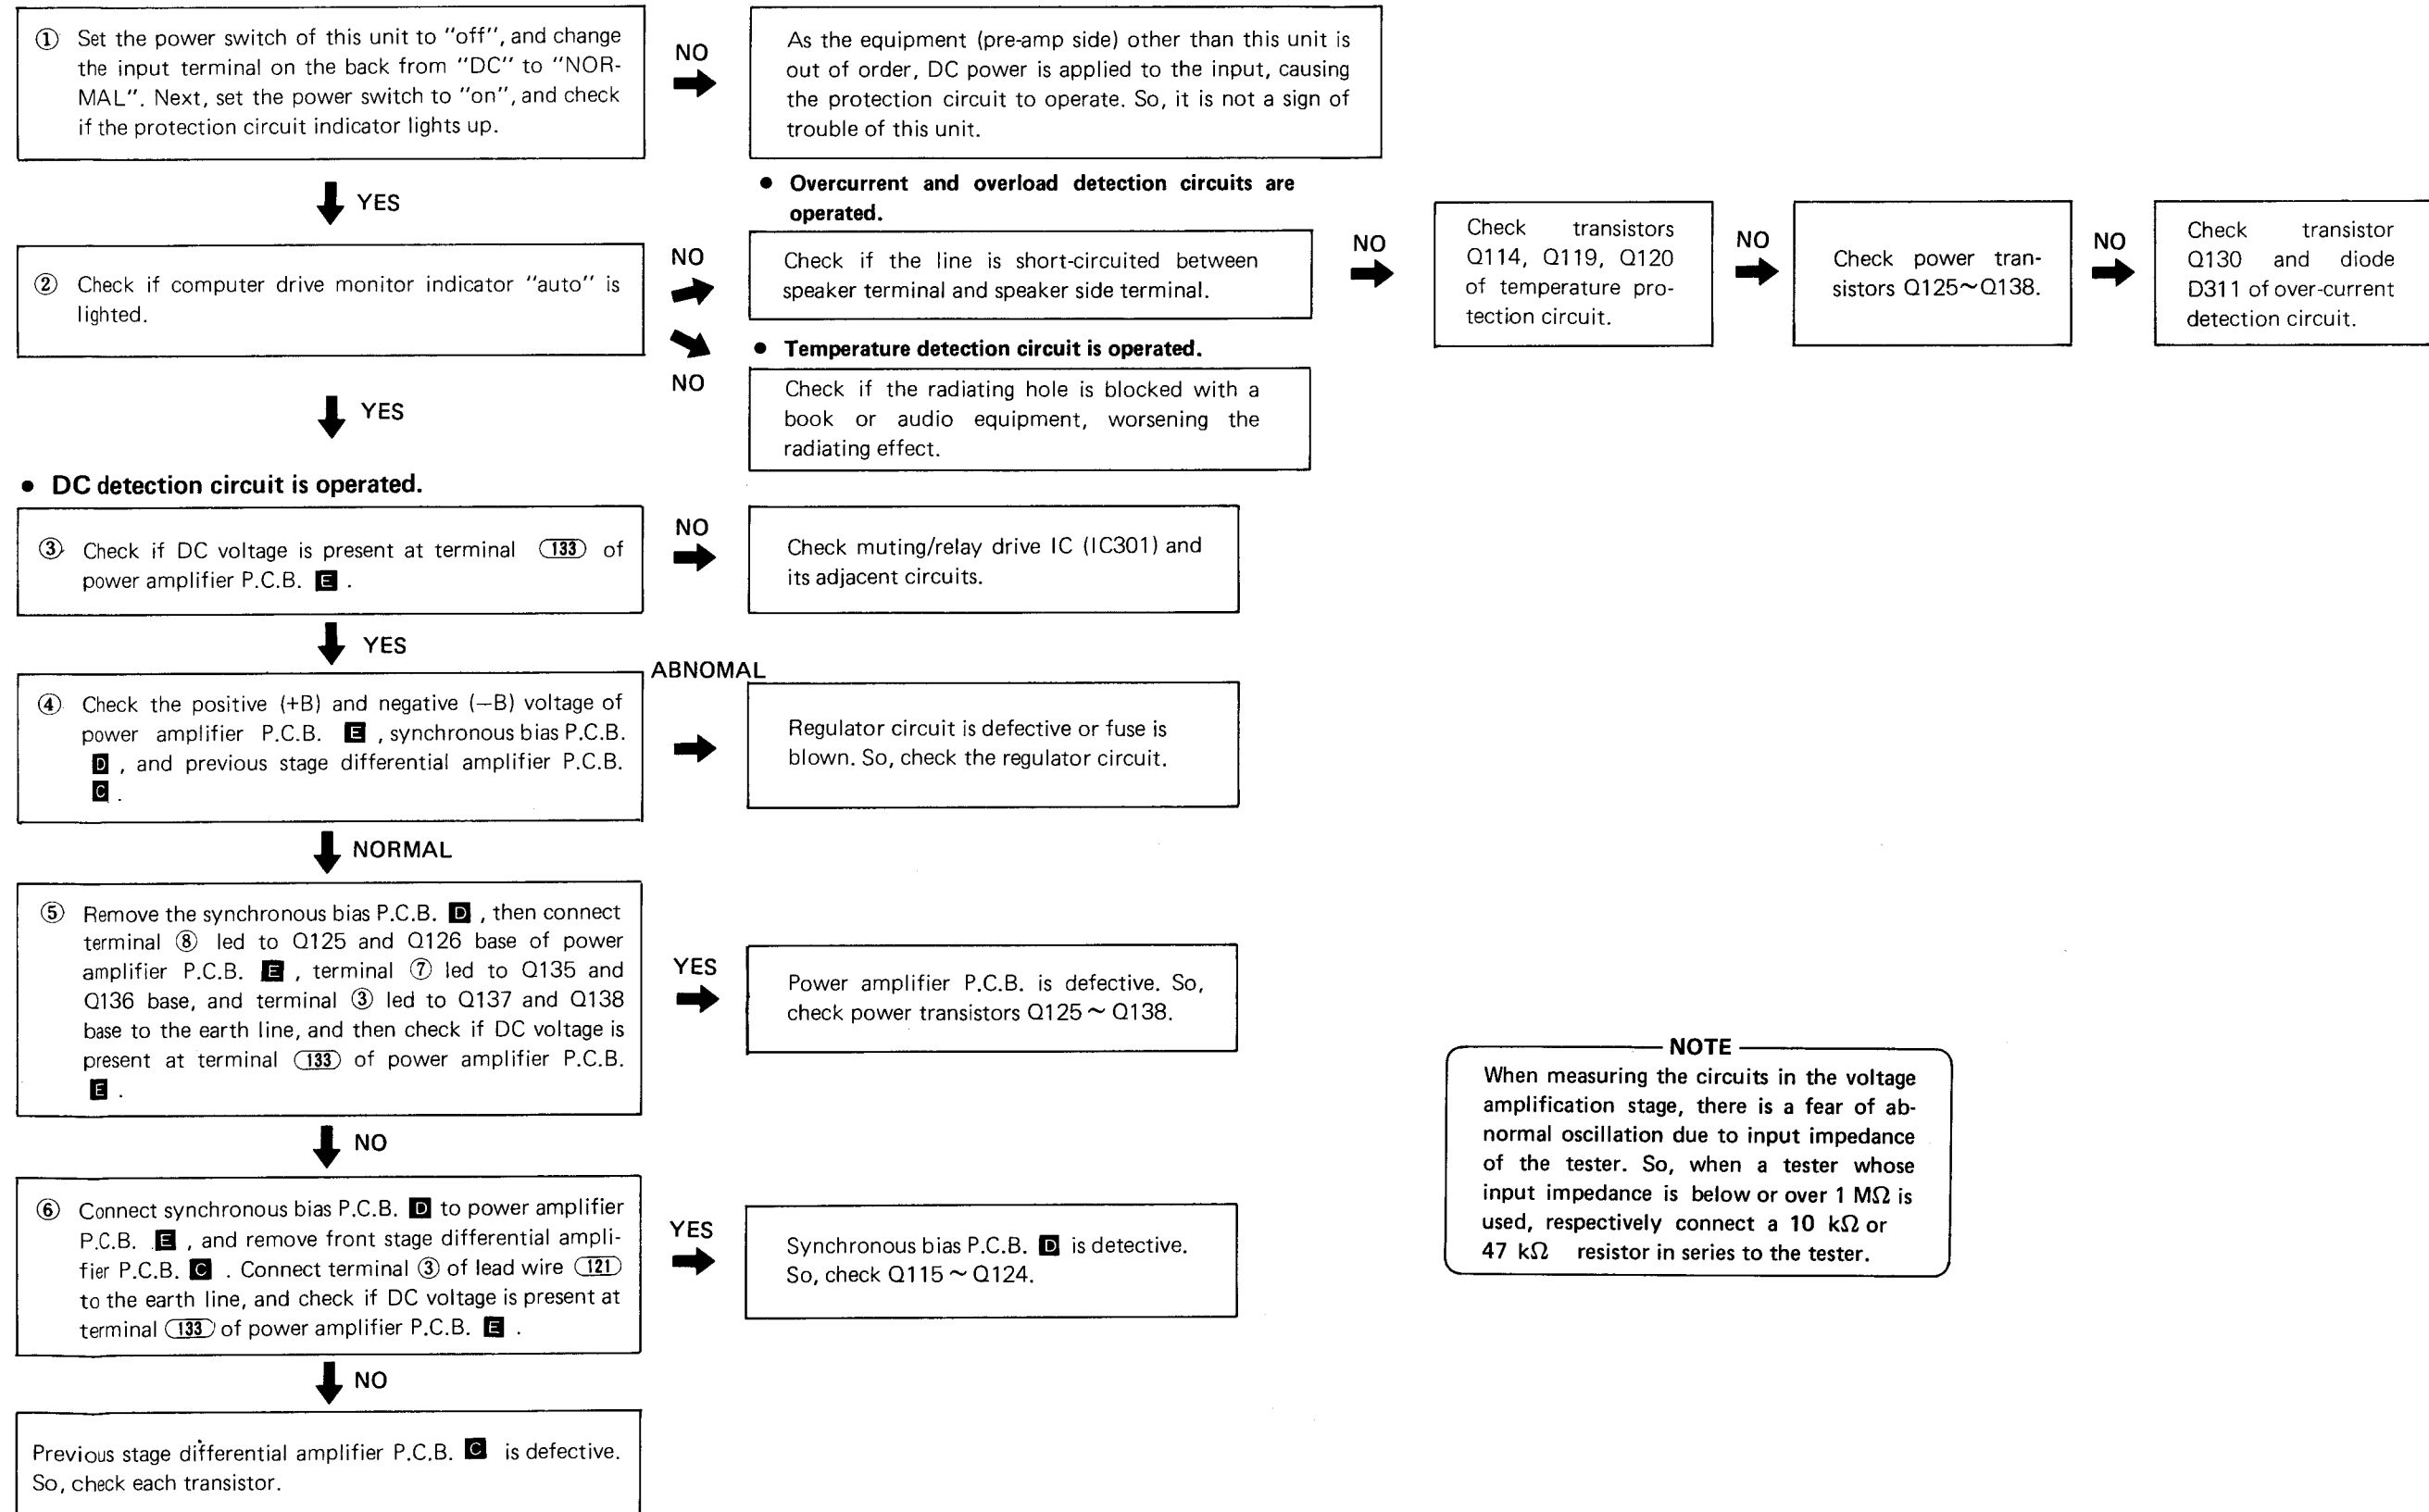 ① Set the power switch of this unit to "off", and change
the input terminal on the back from "DC" to "NOR-
MAL". Next, set the power switch to "on", and check
if the protection circuit indicator lights up.
NO
As the equipment (pre-amp side) other than this unit is
out of order, DC power is applied to the input, causing
the protection circuit to operate. So, it is not a sign of
trouble of this unit.
YES
② Check if computer drive monitor indicator "auto" is
lighted.
NO
• Overcurrent and overload detection circuits are
operated.
Check if the line is short-circuited between
speaker terminal and speaker side terminal.
NO
Check transistors
Q114, Q119, Q120
of temperature pro-
tection circuit.
NO
Check power tran-
sistors Q125~Q138.
NO
Check transistor
Q130 and diode
D311 of over-current
detection circuit.
NO
• Temperature detection circuit is operated.
Check if the radiating hole is blocked with a
book or audio equipment, worsening the
radiating effect.
YES
• DC detection circuit is operated.
③ Check if DC voltage is present at terminal 133 of
power amplifier P.C.B. E .
NO
Check muting/relay drive IC (IC301) and
its adjacent circuits.
YES
④ Check the positive (+B) and negative (−B) voltage of
power amplifier P.C.B. E , synchronous bias P.C.B.
D , and previous stage differential amplifier P.C.B.
C .
ABNOMAL
Regulator circuit is defective or fuse is
blown. So, check the regulator circuit.
NORMAL
⑤ Remove the synchronous bias P.C.B. D , then connect
terminal ⑧ led to Q125 and Q126 base of power
amplifier P.C.B. E , terminal ⑦ led to Q135 and
Q136 base, and terminal ③ led to Q137 and Q138
base to the earth line, and then check if DC voltage is
present at terminal 133 of power amplifier P.C.B.
E .
YES
Power amplifier P.C.B. is defective. So,
check power transistors Q125 ~ Q138.
NO
⑥ Connect synchronous bias P.C.B. D to power amplifier
P.C.B. E , and remove front stage differential ampli-
fier P.C.B. C . Connect terminal ③ of lead wire 121
to the earth line, and check if DC voltage is present at
terminal 133 of power amplifier P.C.B. E .
YES
Synchronous bias P.C.B. D is detective.
So, check Q115 ~ Q124.
NO
Previous stage differential amplifier P.C.B. C is defective.
So, check each transistor.
NOTE
When measuring the circuits in the voltage
amplification stage, there is a fear of ab-
normal oscillation due to input impedance
of the tester. So, when a tester whose
input impedance is below or over 1 MΩ is
used, respectively connect a 10 kΩ or
47 kΩ resistor in series to the tester.